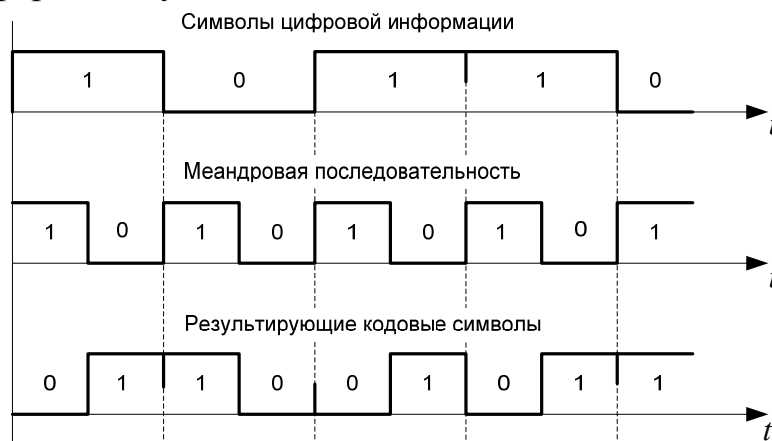 Символы цифровой информации
1 0 1 1 0
t
Меандровая последовательность
1 0 1 0 1 0 1 0 1
t
Результирующие кодовые символы
0 1 1 0 0 1 0 1 1
t